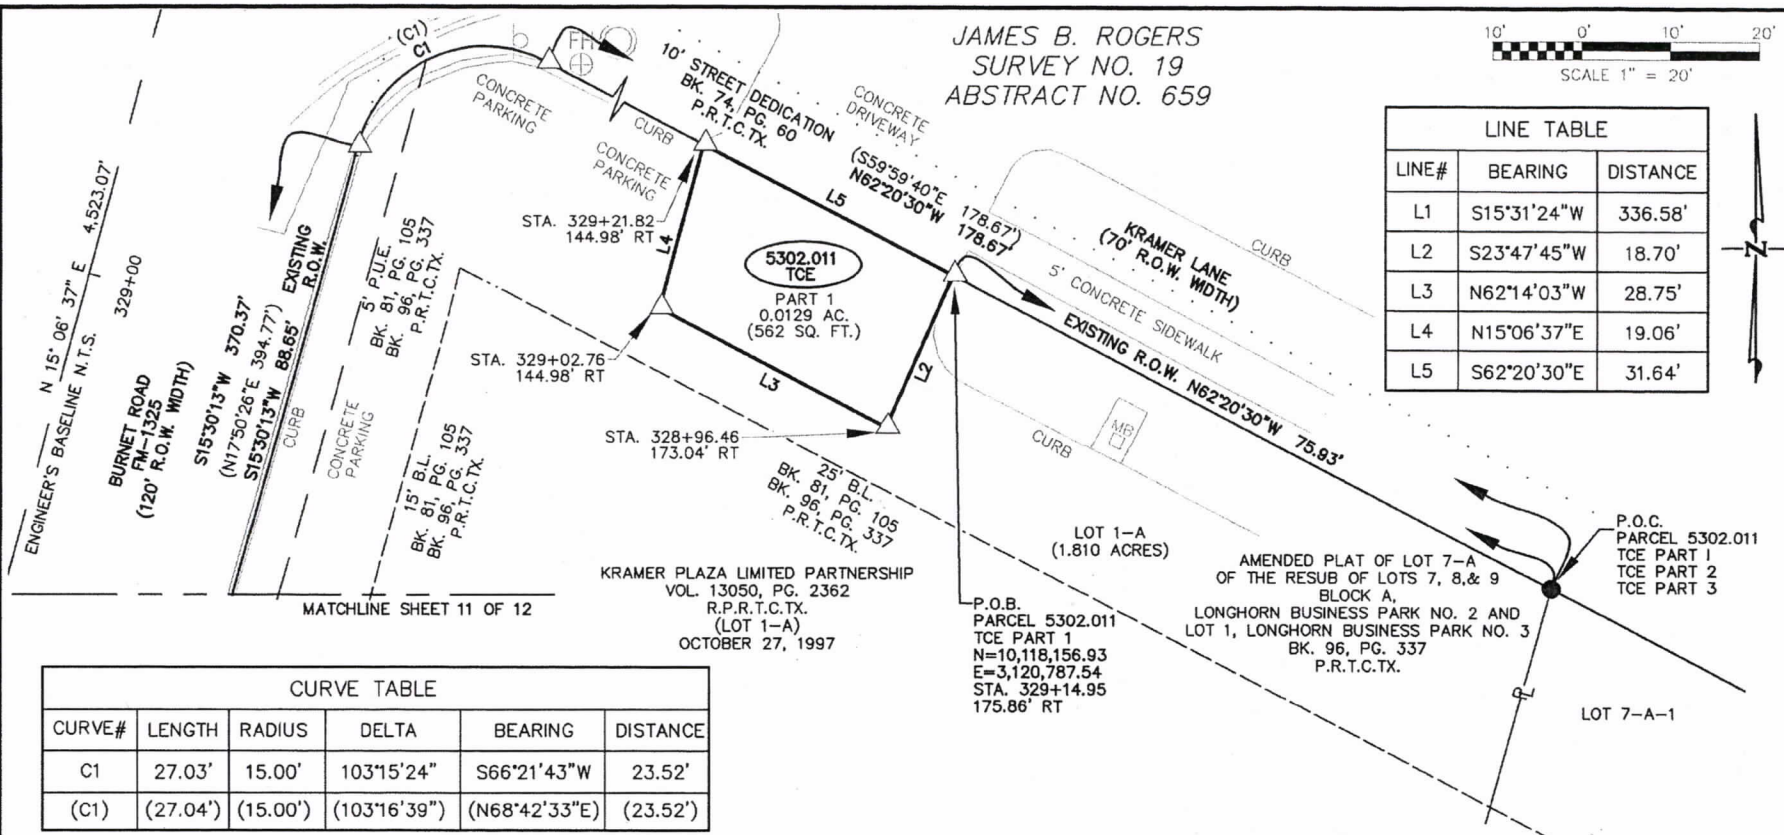 JAMES B. ROGERS
SURVEY NO. 19
ABSTRACT NO. 659
10' 0' 10' 20'
SCALE 1" = 20'
LINE TABLE
LINE# BEARING DISTANCE
L1 S15°31'24"W 336.58'
L2 S23°47'45"W 18.70'
L3 N62°14'03"W 28.75'
L4 N15°06'37"E 19.06'
L5 S62°20'30"E 31.64'
N
(C1)
C1
FH
CONCRETE
PARKING
CURB
CONCRETE
PARKING
10' STREET DEDICATION
BK. 74, PG. 60
P.R.T.C.TX.
CONCRETE
DRIVEWAY
(S59°59'40"E 178.67')
N62°20'30"W 178.67'
KRAMER LANE
(70' R.O.W. WIDTH)
CURB
5' CONCRETE SIDEWALK
EXISTING R.O.W. N62°20'30"W 75.93'
MB
CURB
L5
L4
L3
L2
5302.011
TCE
PART 1
0.0129 AC.
(562 SQ. FT.)
STA. 329+21.82
144.98' RT
STA. 329+02.76
144.98' RT
STA. 328+96.46
173.04' RT
N 15° 06' 37" E 4,523.07'
ENGINEER'S BASELINE N.T.S.
329+00
BURNET ROAD
FM-1325
(120' R.O.W. WIDTH)
S15°30'13"W 370.37'
(N17°50'26"E 394.77')
S15°30'13"W 88.65'
EXISTING
R.O.W.
CURB
CONCRETE
PARKING
5' P.U.E.
BK. 81, PG. 105
BK. 96, PG. 337
P.R.T.C.TX.
15' B.L.
BK. 81, PG. 105
BK. 96, PG. 337
P.R.T.C.TX.
25' B.L.
BK. 81, PG. 105
BK. 96, PG. 337
P.R.T.C.TX.
MATCHLINE SHEET 11 OF 12
KRAMER PLAZA LIMITED PARTNERSHIP
VOL. 13050, PG. 2362
R.P.R.T.C.TX.
(LOT 1-A)
OCTOBER 27, 1997
LOT 1-A
(1.810 ACRES)
P.O.B.
PARCEL 5302.011
TCE PART 1
N=10,118,156.93
E=3,120,787.54
STA. 329+14.95
175.86' RT
AMENDED PLAT OF LOT 7-A
OF THE RESUB OF LOTS 7, 8,& 9
BLOCK A,
LONGHORN BUSINESS PARK NO. 2 AND
LOT 1, LONGHORN BUSINESS PARK NO. 3
BK. 96, PG. 337
P.R.T.C.TX.
P.O.C.
PARCEL 5302.011
TCE PART 1
TCE PART 2
TCE PART 3
PL
LOT 7-A-1
CURVE TABLE
CURVE# LENGTH RADIUS DELTA BEARING DISTANCE
C1 27.03' 15.00' 103°15'24" S66°21'43"W 23.52'
(C1) (27.04') (15.00') (103°16'39") (N68°42'33"E) (23.52')